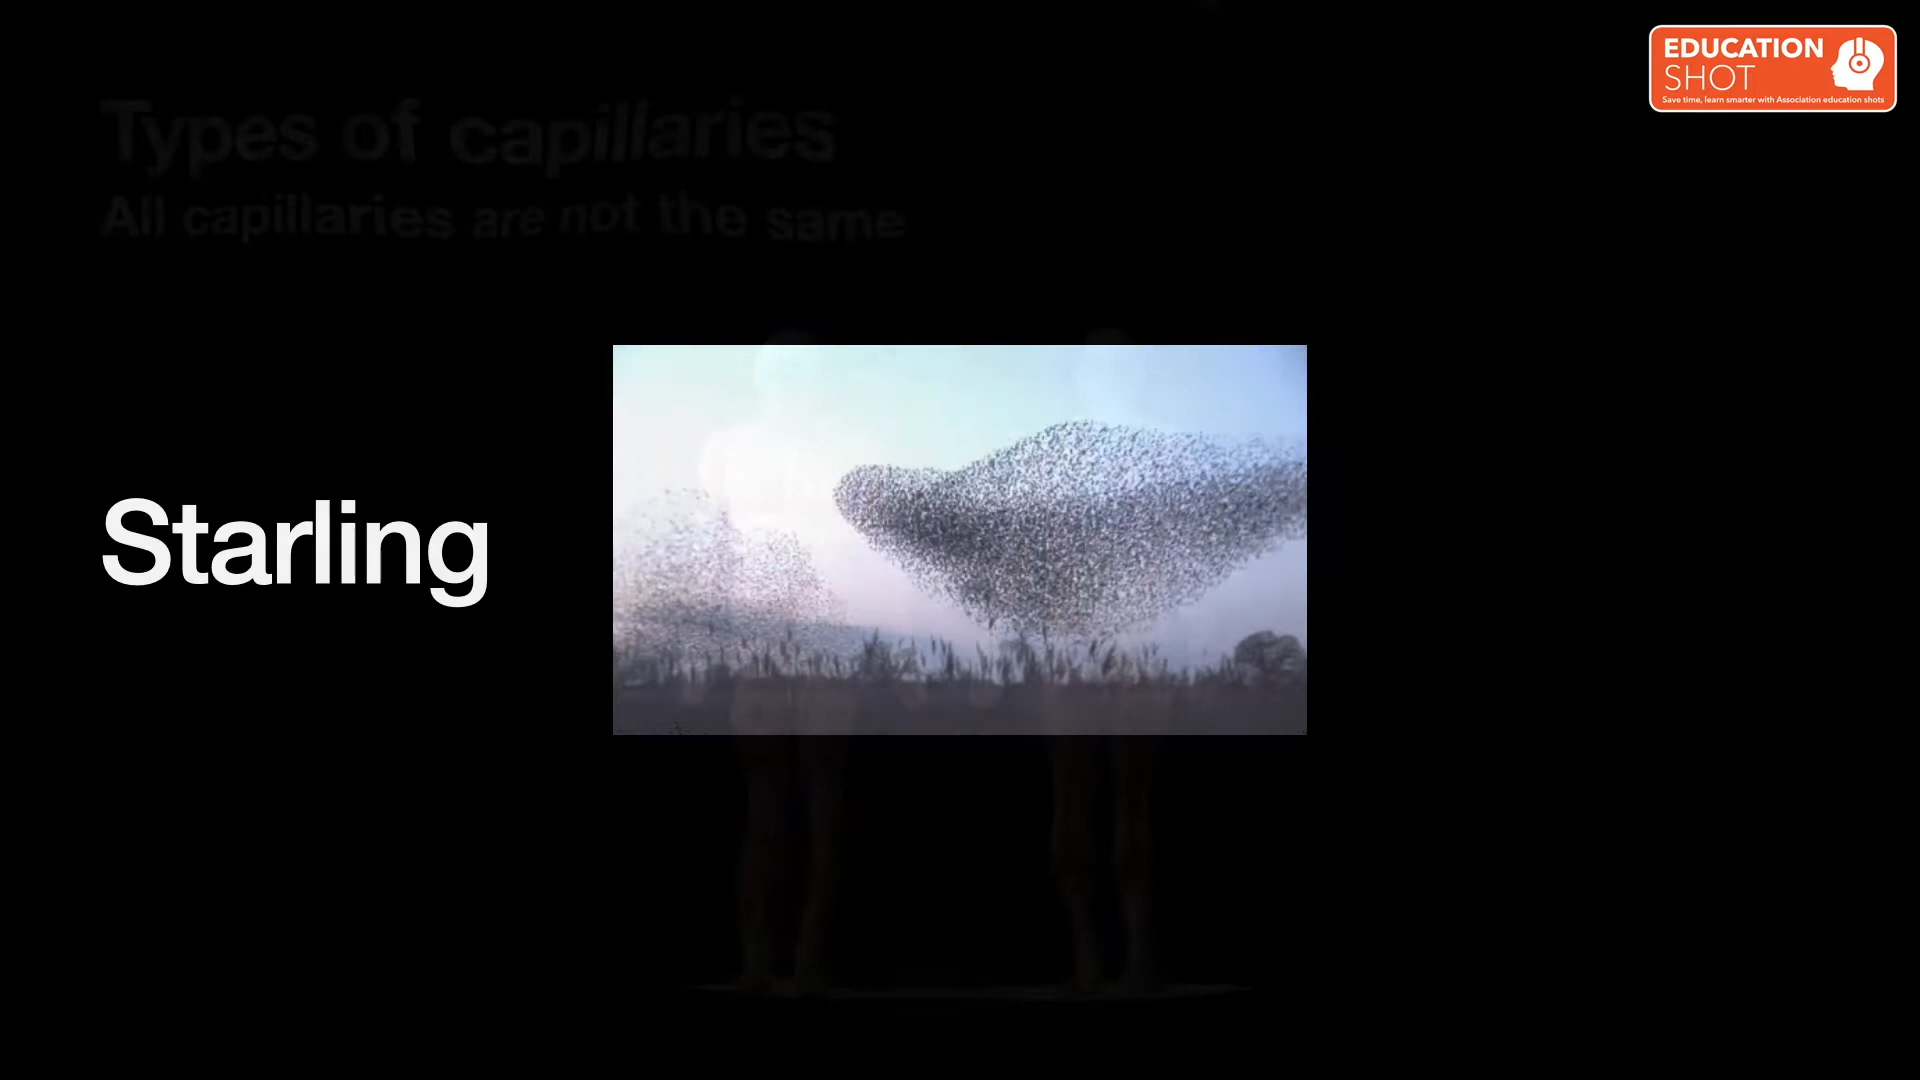 EDUCATION
SHOT
Save time, learn smarter with Association education shots
Types of capillaries
All capillaries are not the same
Starling